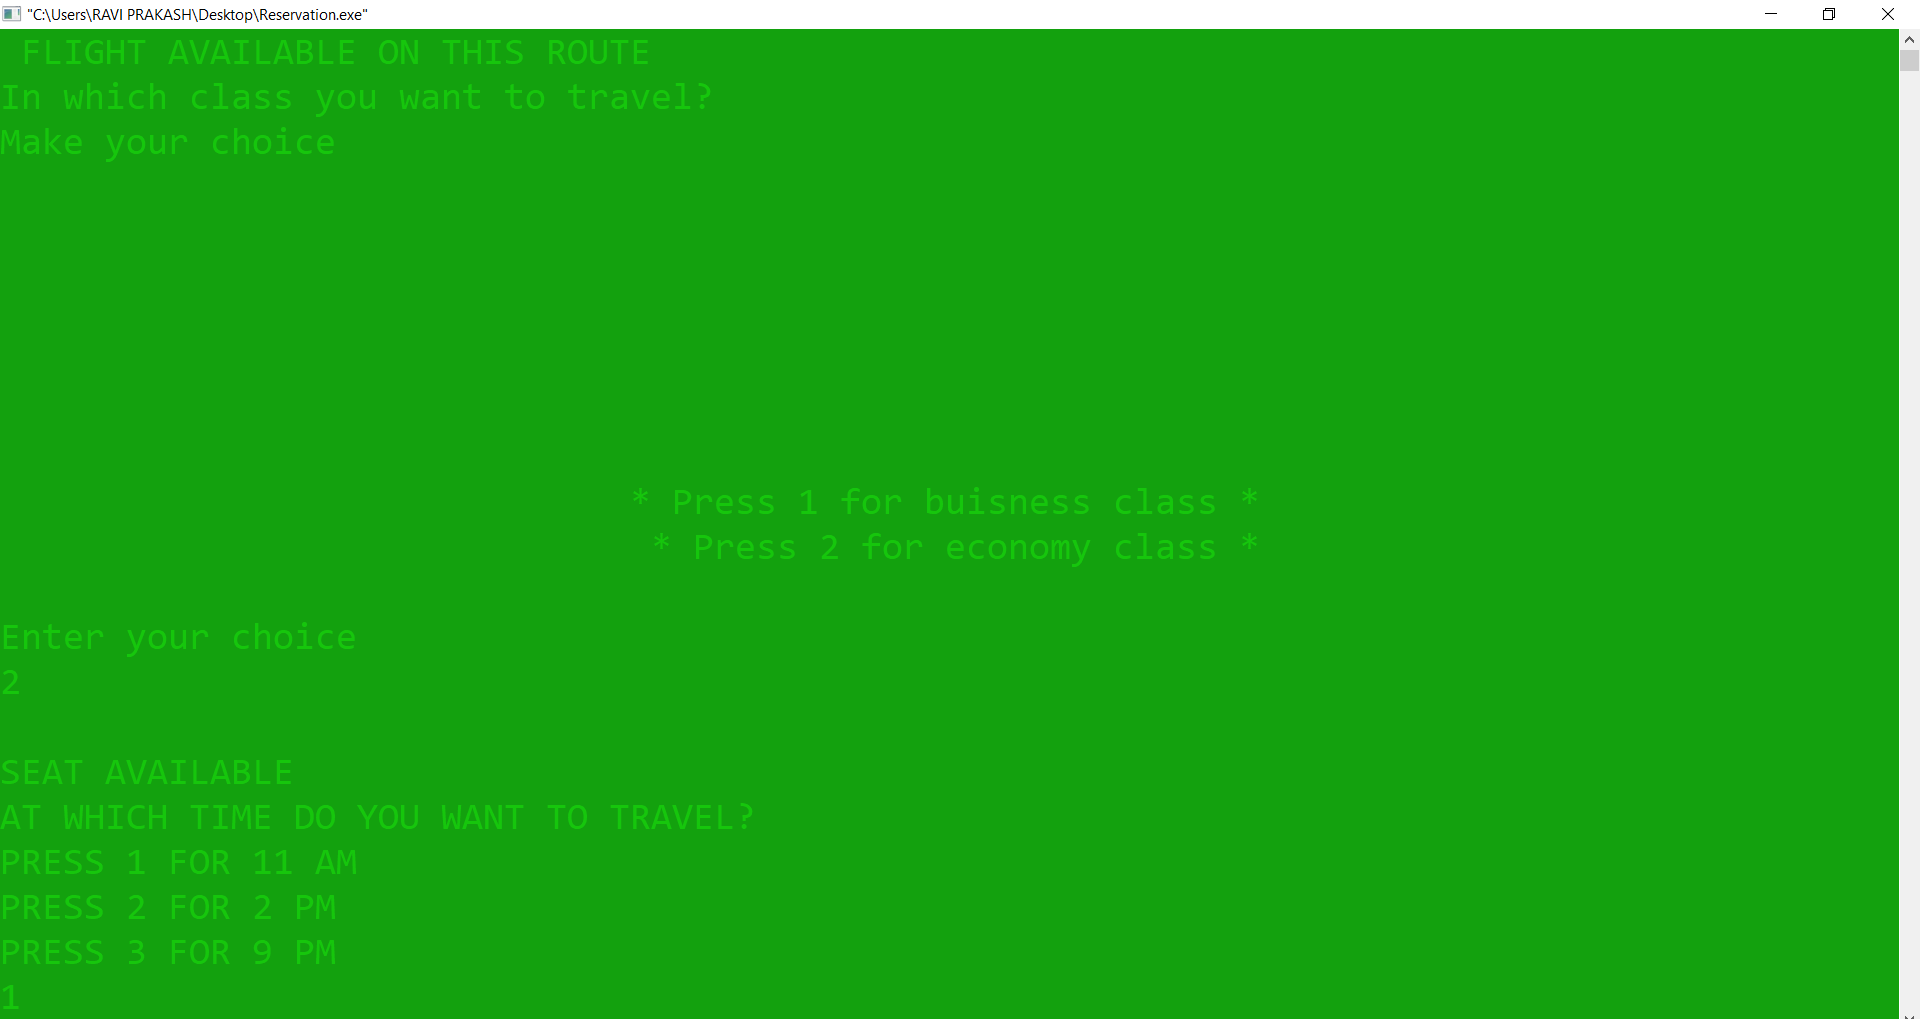 "C:\Users\RAVI PRAKASH\Desktop\Reservation.exe"
FLIGHT AVAILABLE ON THIS ROUTE
In which class you want to travel?
Make your choice
* Press 1 for buisness class *
* Press 2 for economy class *
Enter your choice
2
SEAT AVAILABLE
AT WHICH TIME DO YOU WANT TO TRAVEL?
PRESS 1 FOR 11 AM
PRESS 2 FOR 2 PM
PRESS 3 FOR 9 PM
1